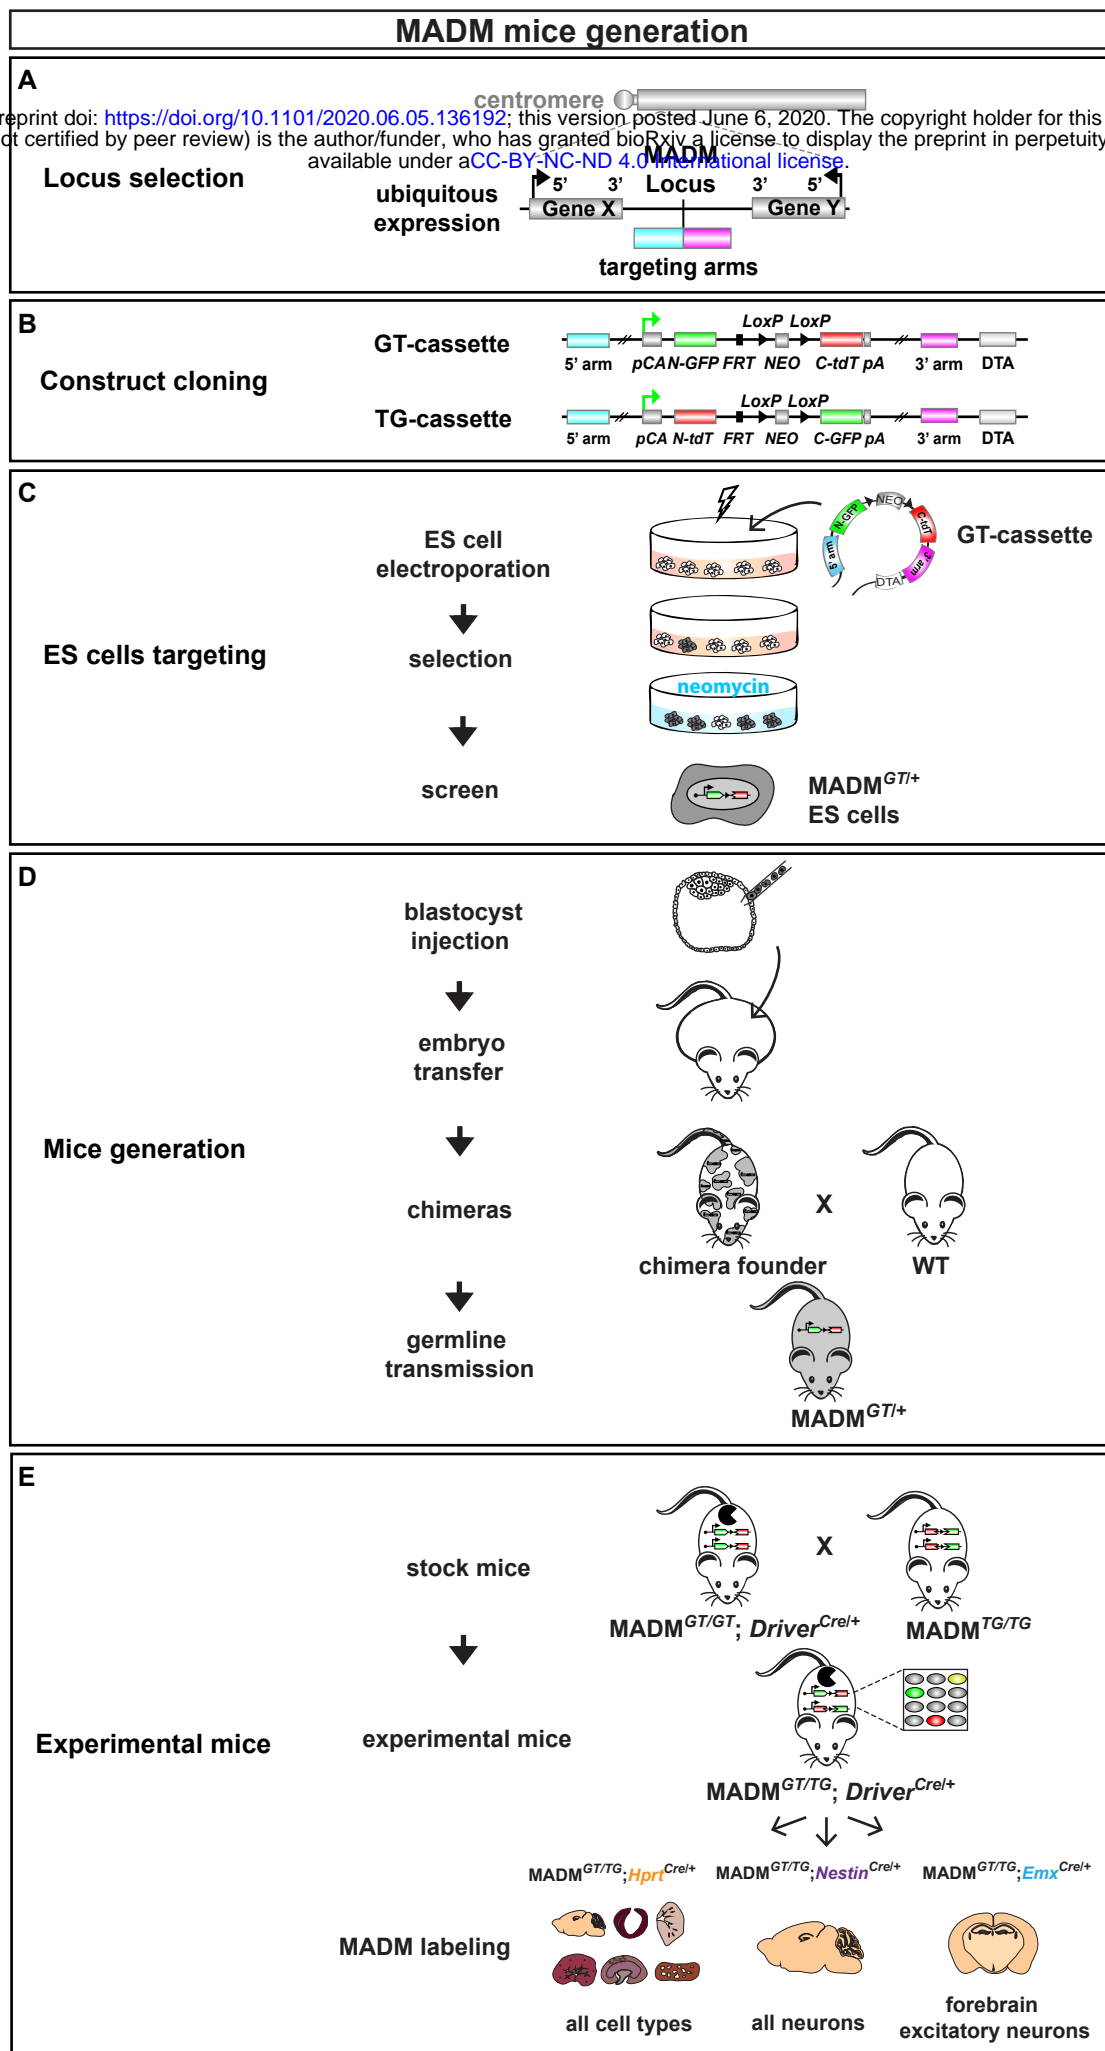 MADM mice generation
A
centromere
reprint doi: https://doi.org/10.1101/2020.06.05.136192; this version posted June 6, 2020. The copyright holder for this
ot certified by peer review) is the author/funder, who has granted bioRxiv a license to display the preprint in perpetuity
available under aCC-BY-NC-ND 4.0 International license.
MADM
Locus
Locus selection
ubiquitous
expression
5' 3' 3' 5'
Gene X Gene Y
targeting arms
B
Construct cloning
GT-cassette
LoxP LoxP
5' arm pCA N-GFP FRT NEO C-tdT pA 3' arm DTA
TG-cassette
LoxP LoxP
5' arm pCA N-tdT FRT NEO C-GFP pA 3' arm DTA
C
ES cells targeting
ES cell
electroporation
5' arm N-GFP NEO C-tdT 3' arm DTA
GT-cassette
selection
neomycin
screen
MADM GT/+
ES cells
D
Mice generation
blastocyst
injection
embryo
transfer
chimeras
X
chimera founder WT
germline
transmission
MADM GT/+
E
Experimental mice
stock mice
X
MADM GT/GT; Driver Cre/+ MADM TG/TG
experimental mice
MADM GT/TG; Driver Cre/+
MADM GT/TG;Hprt Cre/+ MADM GT/TG;Nestin Cre/+ MADM GT/TG;Emx Cre/+
MADM labeling
all cell types
all neurons
forebrain
excitatory neurons